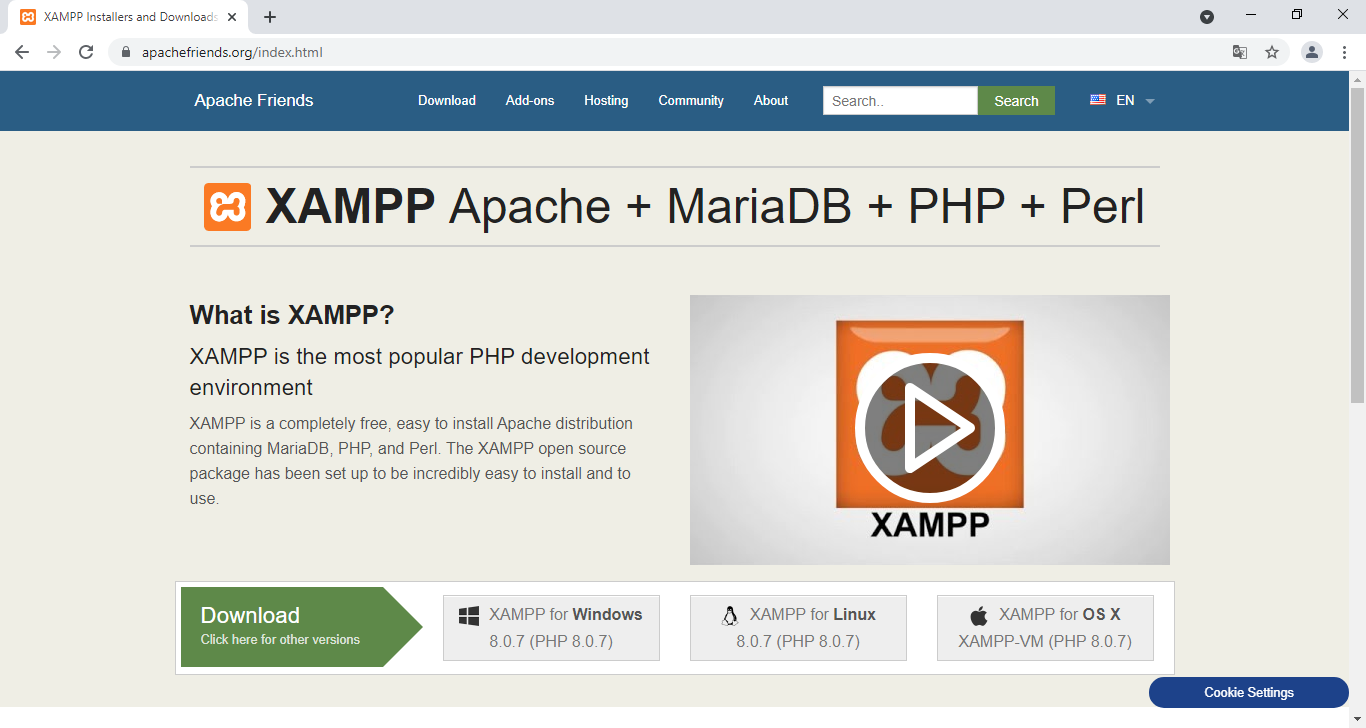 XAMPP Installers and Downloads
apachefriends.org/index.html
Apache Friends
Download
Add-ons
Hosting
Community
About
Search..
Search
EN
XAMPP Apache + MariaDB + PHP + Perl
What is XAMPP?
XAMPP is the most popular PHP development
environment
XAMPP is a completely free, easy to install Apache distribution
containing MariaDB, PHP, and Perl. The XAMPP open source
package has been set up to be incredibly easy to install and to
use.
XAMPP
Download
Click here for other versions
XAMPP for Windows
8.0.7 (PHP 8.0.7)
XAMPP for Linux
8.0.7 (PHP 8.0.7)
XAMPP for OS X
XAMPP-VM (PHP 8.0.7)
Cookie Settings